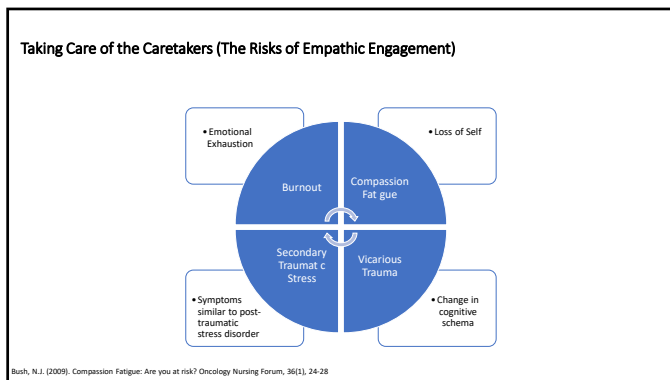 Taking Care of the Caretakers (The Risks of Empathic Engagement)
• Emotional
Exhaustion
• Loss of Self
Burnout
Compassion
Fat gue
Secondary
Traumat c
Stress
Vicarious
Trauma
• Symptoms
similar to post-
traumatic
stress disorder
• Change in
cognitive
schema
Bush, N.J. (2009). Compassion Fatigue: Are you at risk? Oncology Nursing Forum, 36(1), 24-28